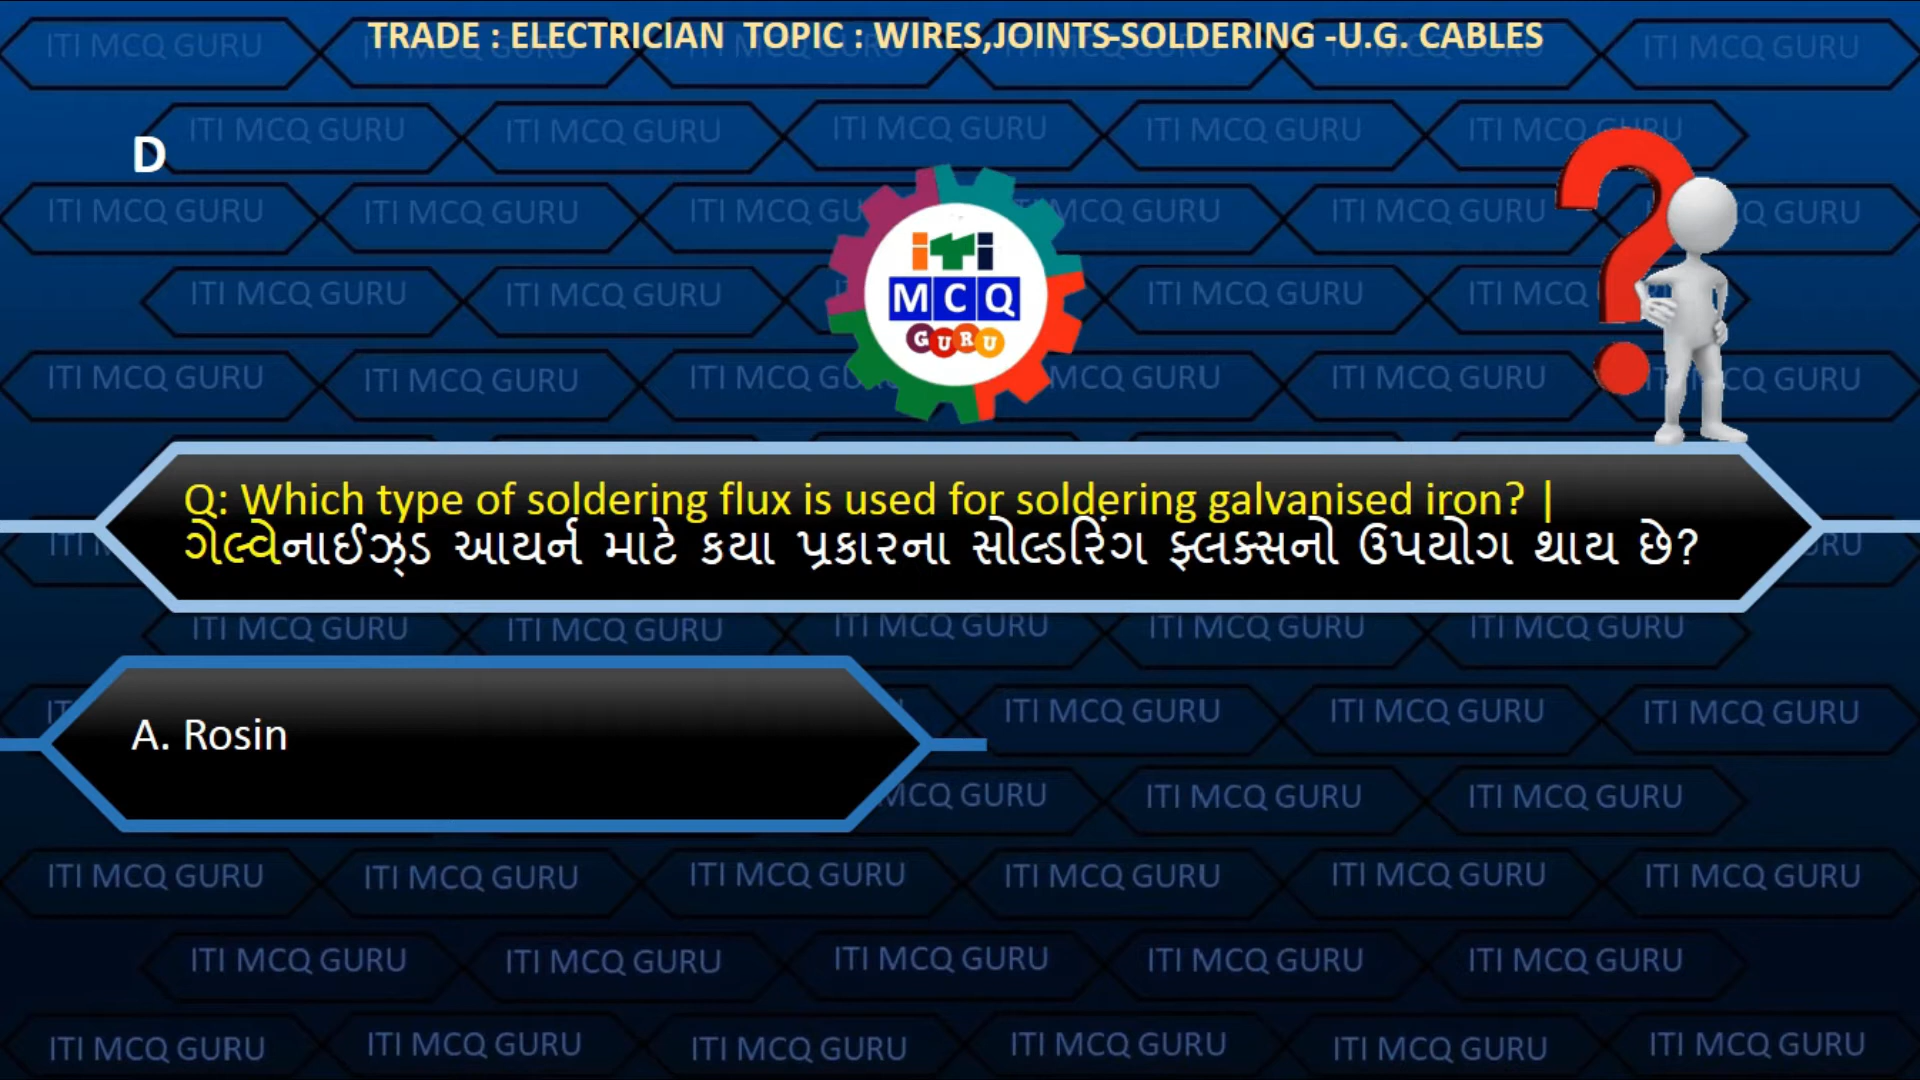 TRADE : ELECTRICIAN TOPIC : WIRES,JOINTS-SOLDERING -U.G. CABLES
D
iTi
MCQ
GURU
Q: Which type of soldering flux is used for soldering galvanised iron? |
ગેલ્વેનાઈઝ્ડ આયર્ન માટે કયા પ્રકારના સોલ્ડરિંગ ફ્લક્સનો ઉપયોગ થાય છે?
A. Rosin
ITI MCQ GURU